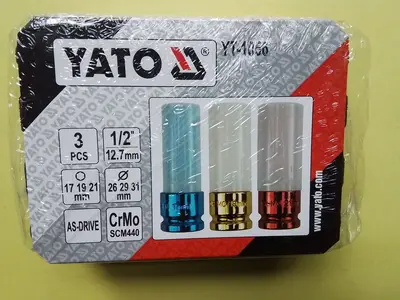 YATO ®
YT-1056
3
PCS
1/2"
12.7mm
17 19 21
mm
26 29 31
mm
AS-DRIVE
CrMo
SCM440
www.yato.com